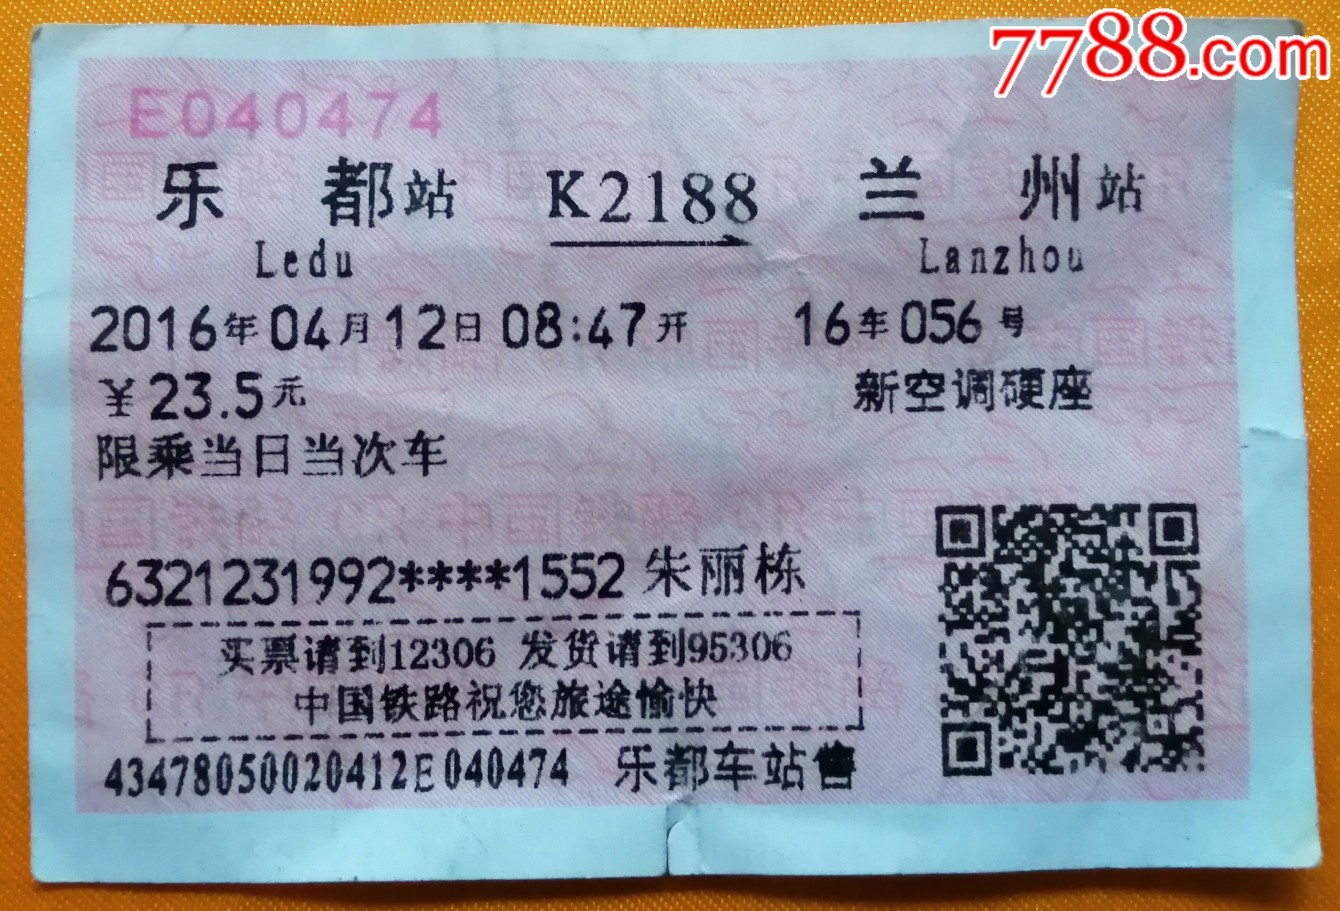 7788.com
E040474
乐都站 K2188 兰州站
Ledu Lanzhou
2016年04月12日08:47开 16车056号
¥23.5元 新空调硬座
限乘当日当次车
6321231992****1552朱丽栋
买票请到12306 发货请到95306
中国铁路祝您旅途愉快
43478050020412E040474 乐都车站售